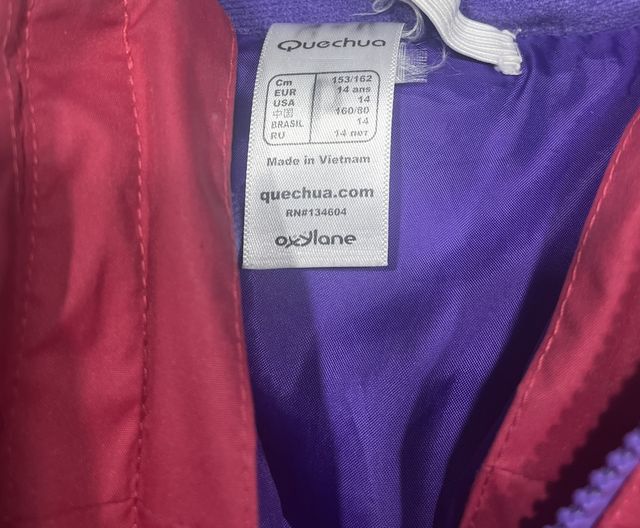 Quechua
Cm 153/162
EUR 14 ans
USA 14
中国 160/80
BRASIL 14
RU 14 лет
Made in Vietnam
quechua.com
RN#134604
oxylane